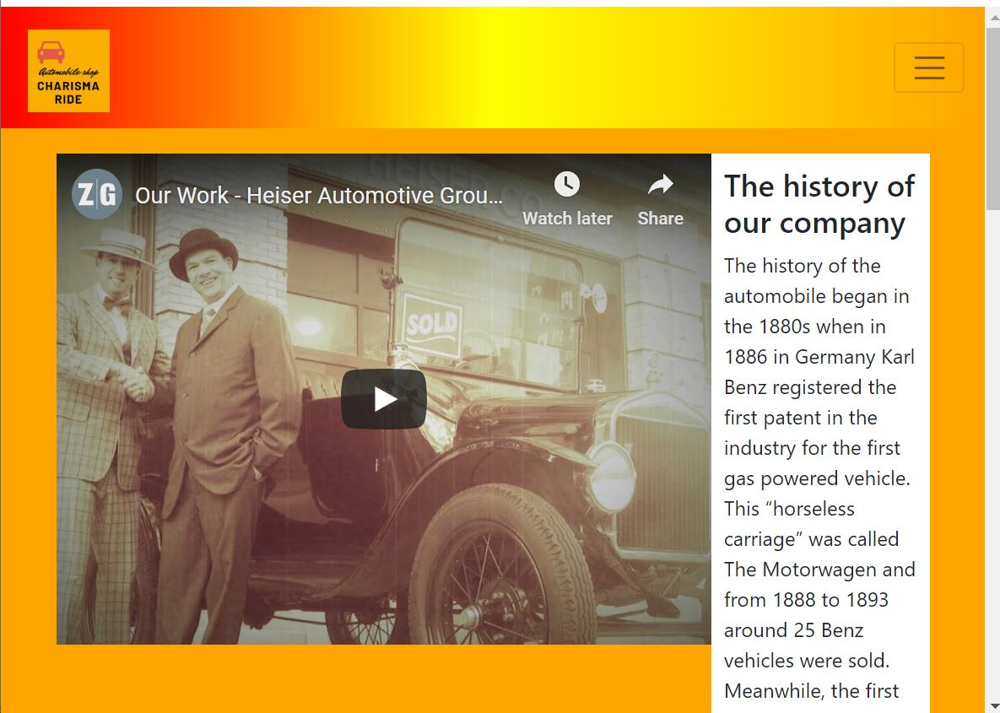 Automobile shop
CHARISMA
RIDE
HEISER
CO
Z|G
Our Work - Heiser Automotive Grou...
Watch later
Share
SOLD
The history of
our company
The history of the
automobile began in
the 1880s when in
1886 in Germany Karl
Benz registered the
first patent in the
industry for the first
gas powered vehicle.
This “horseless
carriage” was called
The Motorwagen and
from 1888 to 1893
around 25 Benz
vehicles were sold.
Meanwhile, the first